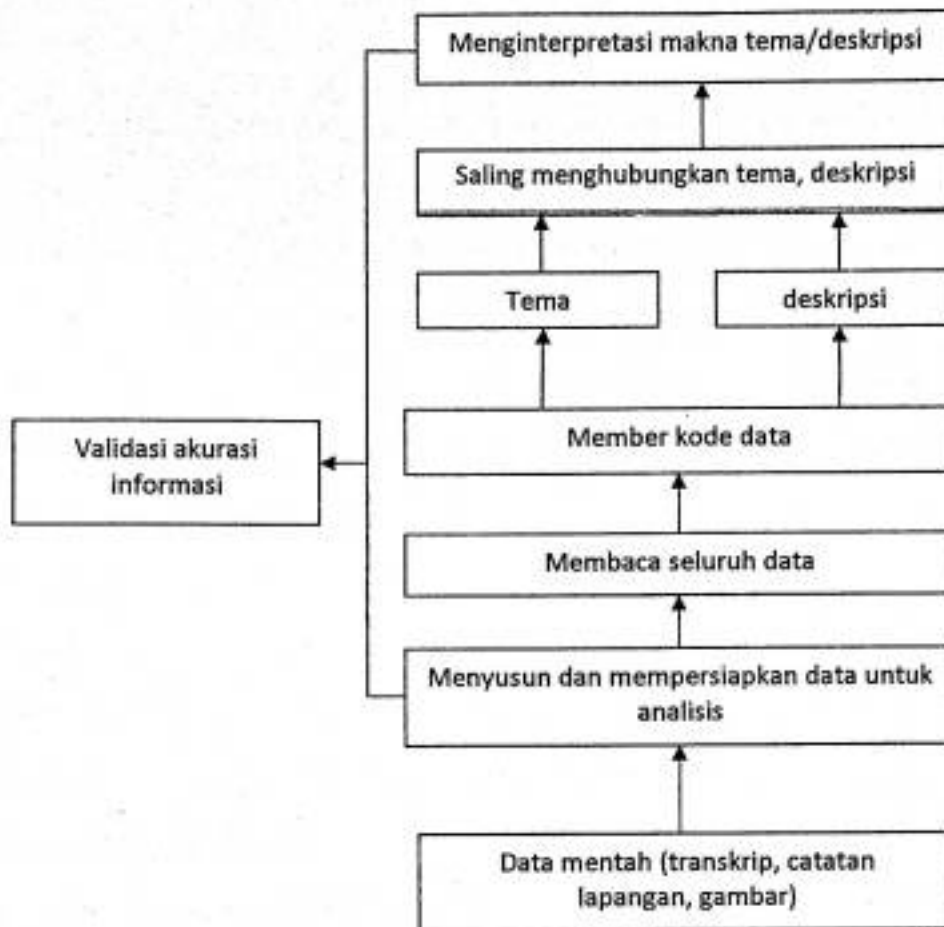 Menginterpretasi makna tema/deskripsi
Saling menghubungkan tema, deskripsi
Tema
deskripsi
Member kode data
Validasi akurasi
informasi
Membaca seluruh data
Menyusun dan mempersiapkan data untuk
analisis
Data mentah (transkrip, catatan
lapangan, gambar)